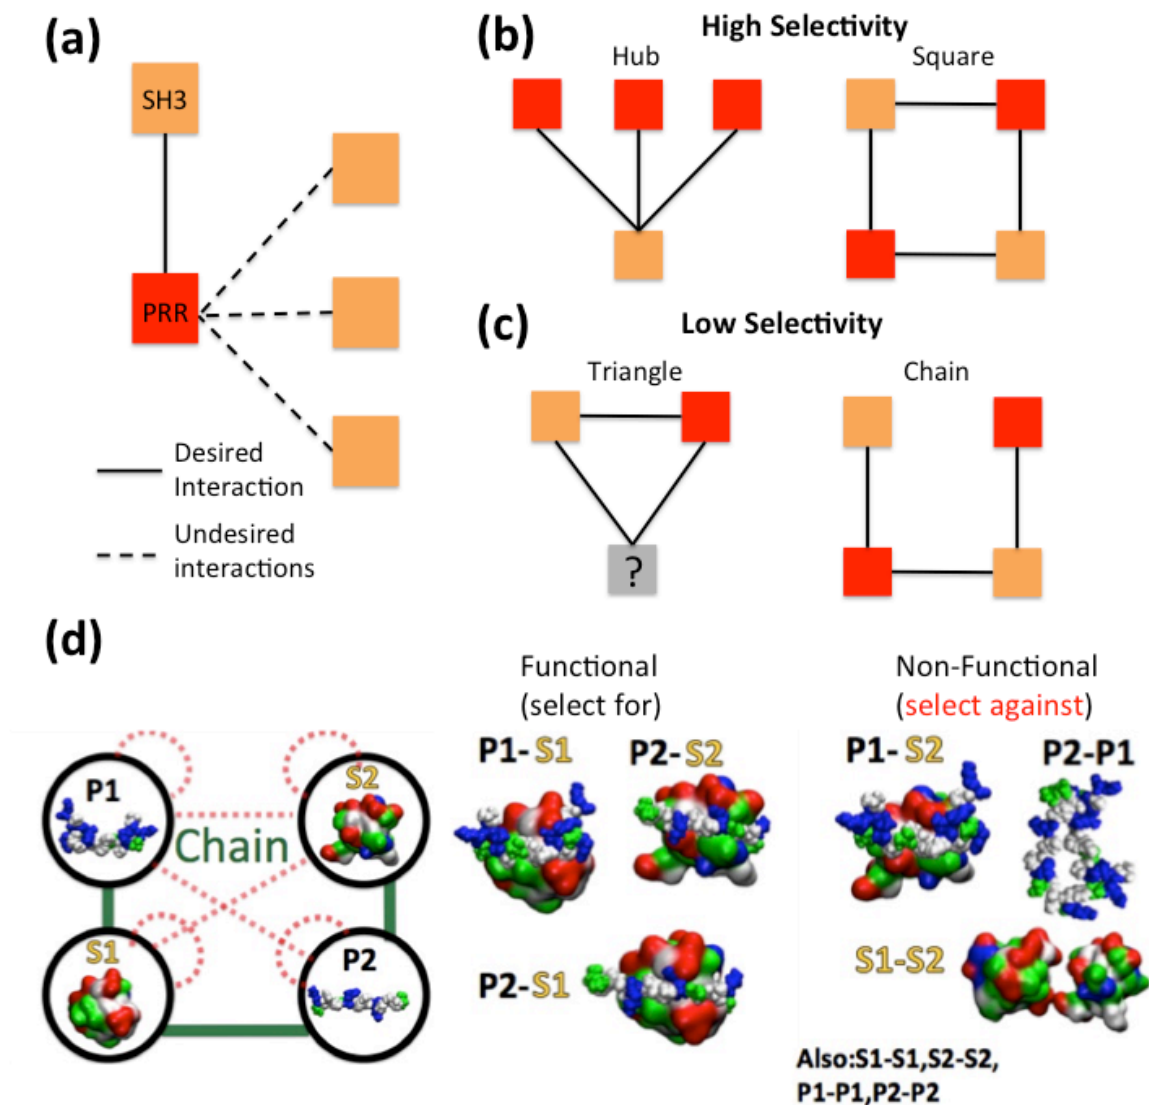 (a)
SH3
PRR
Desired
Interaction
Undesired
interactions
(b)
High Selectivity
Hub
Square
(c)
Low Selectivity
Triangle
Chain
?
(d)
P1
S2
Chain
S1
P2
Functional
(select for)
P1-S1
P2-S2
P2-S1
Non-Functional
(select against)
P1-S2
P2-P1
S1-S2
Also:S1-S1,S2-S2,
P1-P1,P2-P2